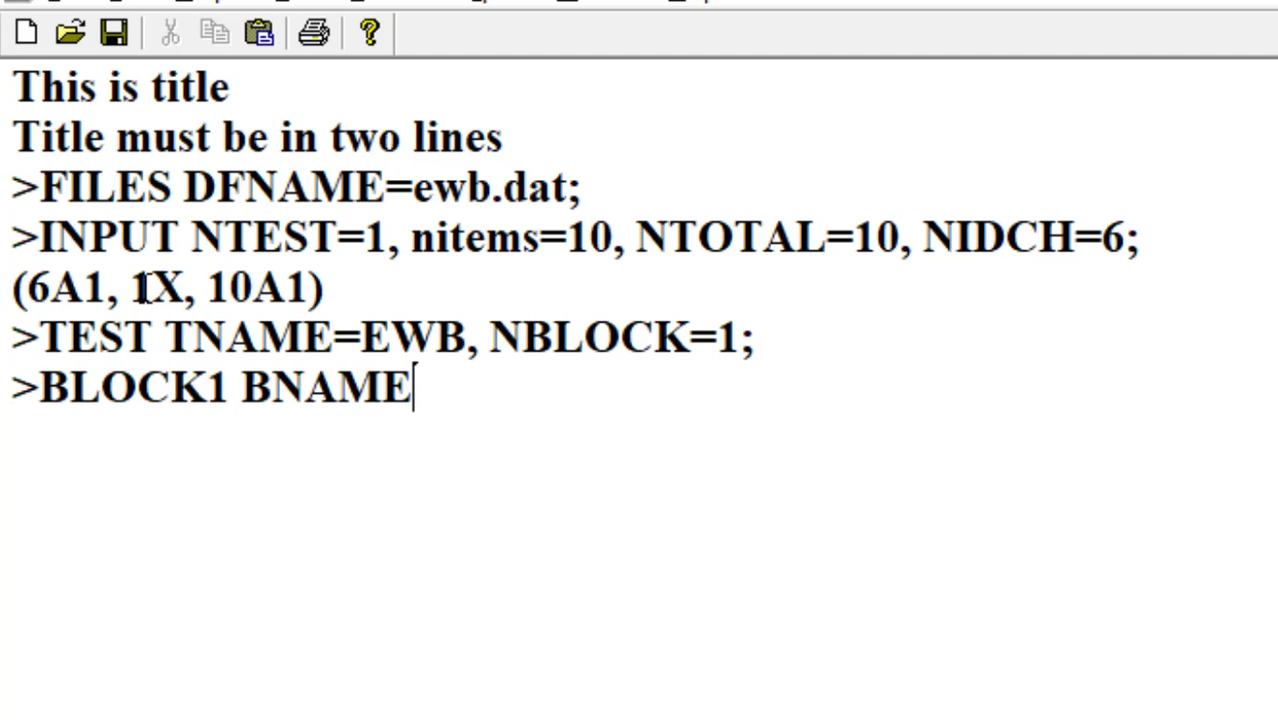 This is title
Title must be in two lines
>FILES DFNAME=ewb.dat;
>INPUT NTEST=1, nitems=10, NTOTAL=10, NIDCH=6;
(6A1, 1X, 10A1)
>TEST TNAME=EWB, NBLOCK=1;
>BLOCK1 BNAME